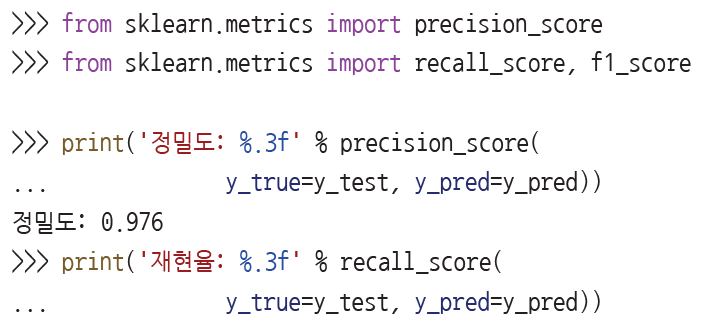 >>> from sklearn.metrics import precision_score
>>> from sklearn.metrics import recall_score, f1_score
>>> print('정밀도: %.3f' % precision_score(
...              y_true=y_test, y_pred=y_pred))
정밀도: 0.976
>>> print('재현율: %.3f' % recall_score(
...              y_true=y_test, y_pred=y_pred))